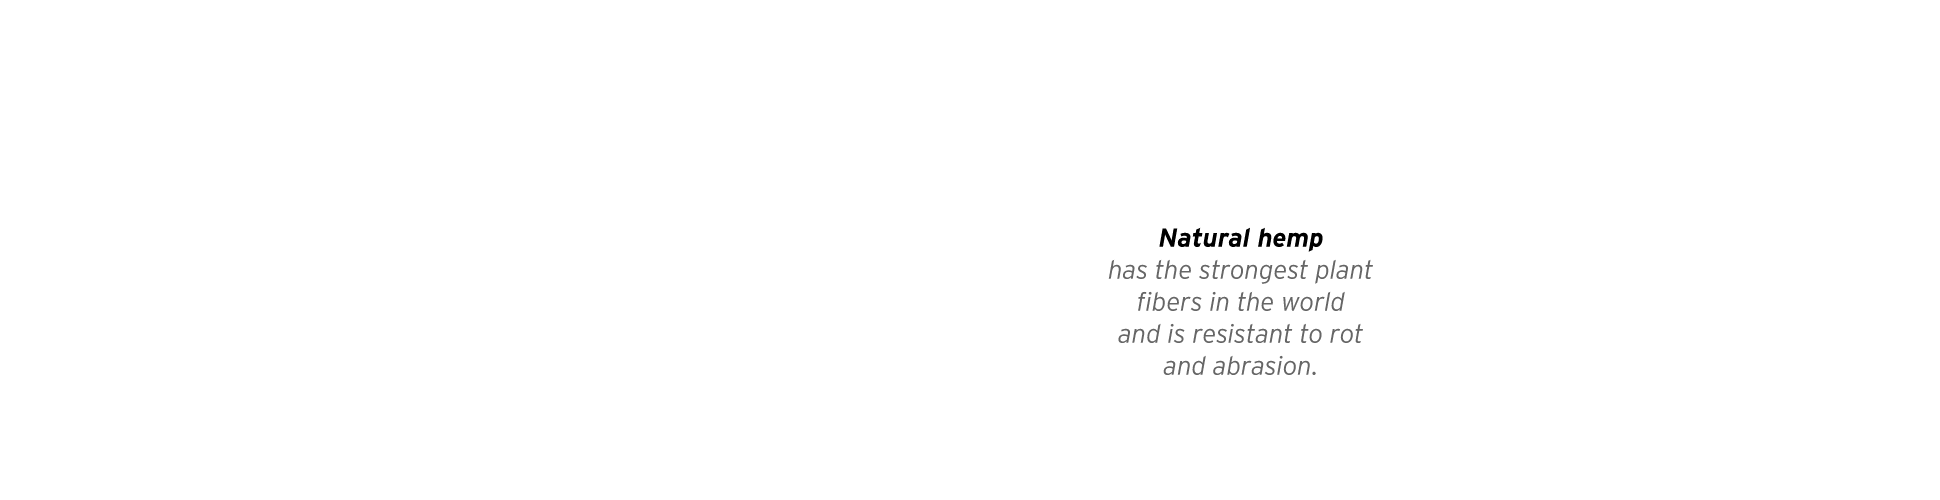 Natural hemp
has the strongest plant
fibers in the world
and is resistant to rot
and abrasion.